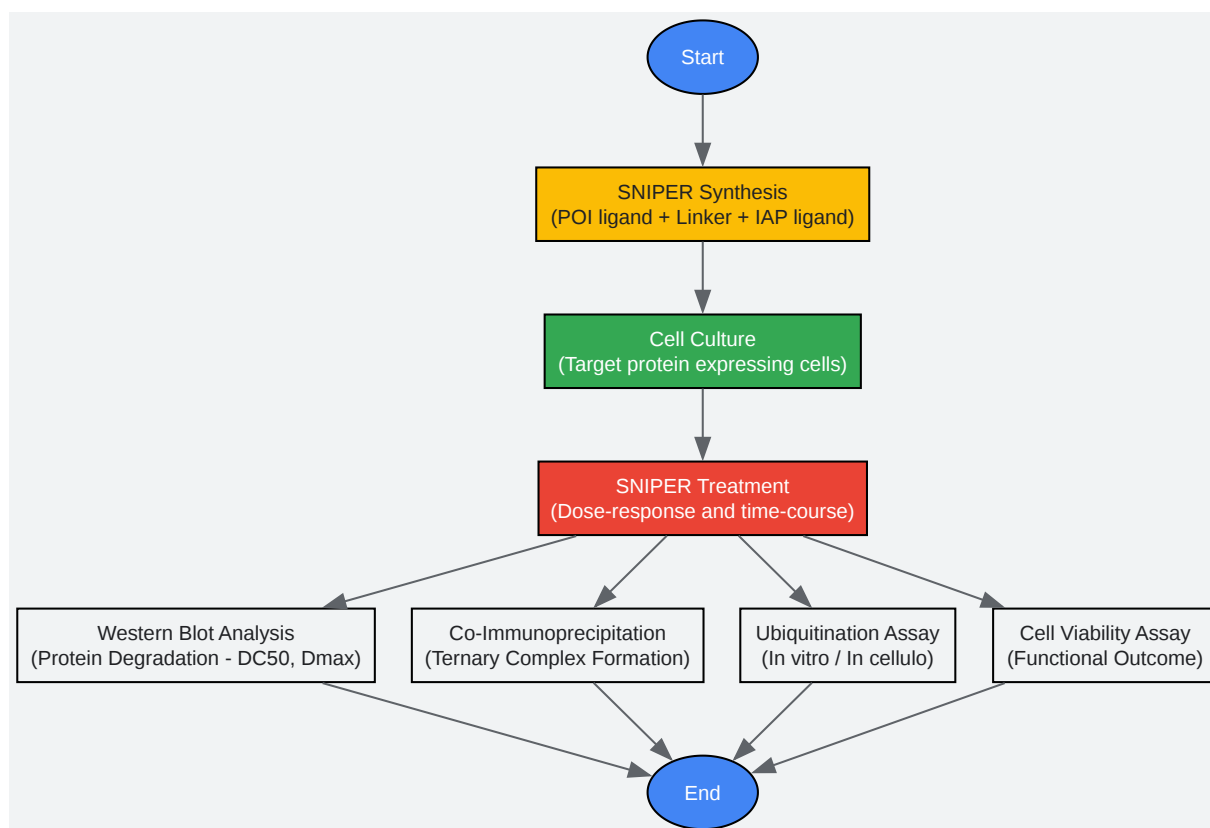 Start
SNIPER Synthesis
(POI ligand + Linker + IAP ligand)
Cell Culture
(Target protein expressing cells)
SNIPER Treatment
(Dose-response and time-course)
Western Blot Analysis
(Protein Degradation - DC50, Dmax)
Co-Immunoprecipitation
(Ternary Complex Formation)
Ubiquitination Assay
(In vitro / In cellulo)
Cell Viability Assay
(Functional Outcome)
End